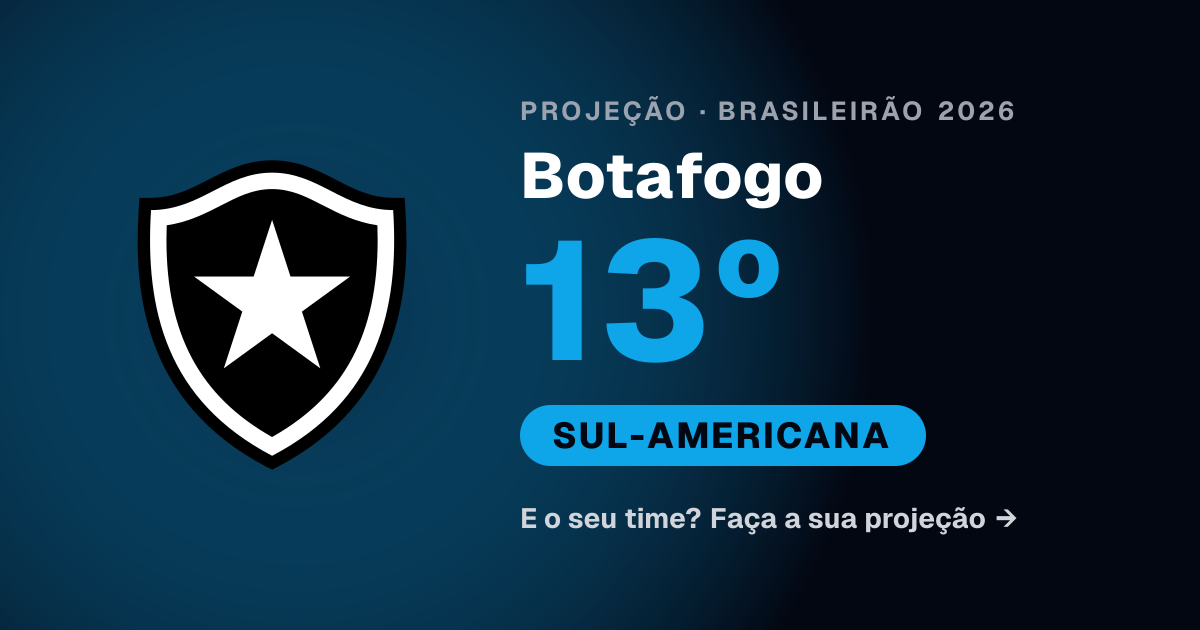 PROJEÇÃO · BRASILEIRÃO 2026
Botafogo
13º
SUL-AMERICANA
E o seu time? Faça a sua projeção →